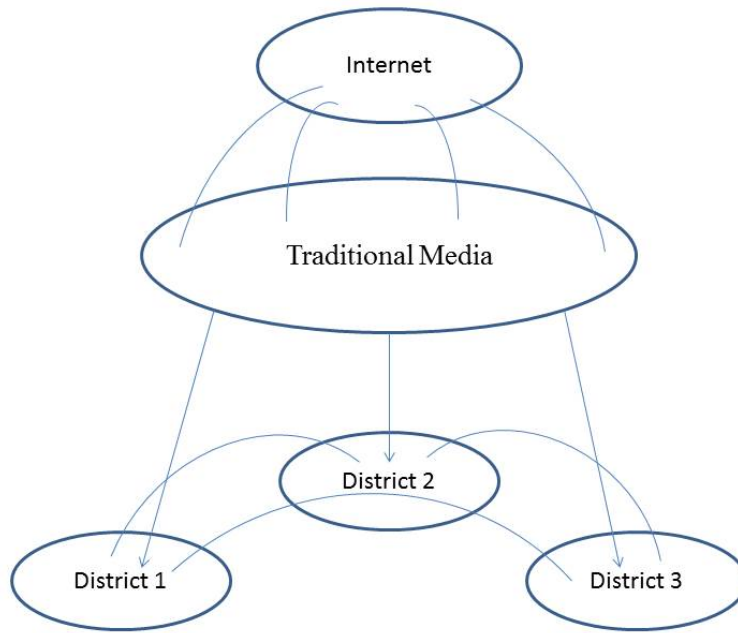 Internet
Traditional Media
District 2
District 1
District 3